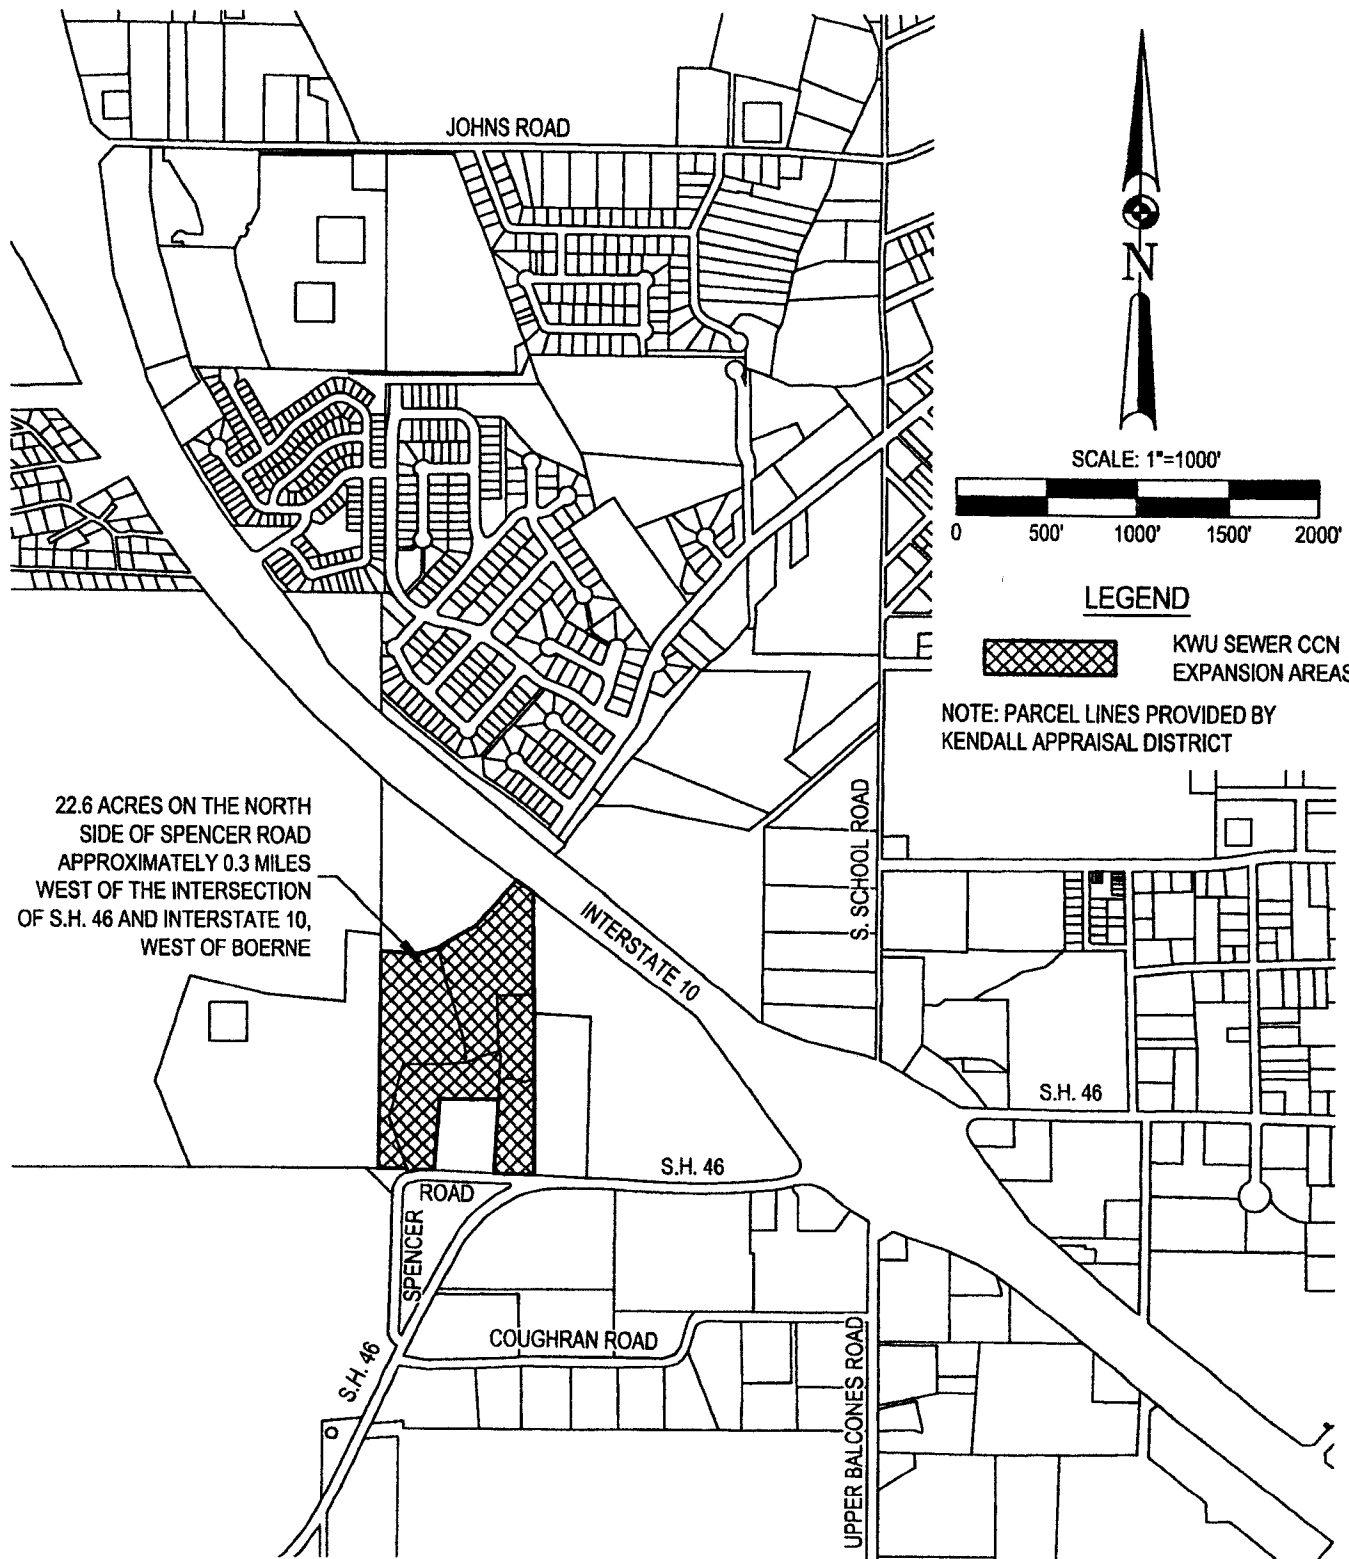 JOHNS ROAD
N
SCALE: 1"=1000'
0 500' 1000' 1500' 2000'
LEGEND
KWU SEWER CCN
EXPANSION AREAS
NOTE: PARCEL LINES PROVIDED BY
KENDALL APPRAISAL DISTRICT
22.6 ACRES ON THE NORTH
SIDE OF SPENCER ROAD
APPROXIMATELY 0.3 MILES
WEST OF THE INTERSECTION
OF S.H. 46 AND INTERSTATE 10,
WEST OF BOERNE
S. SCHOOL ROAD
INTERSTATE 10
S.H. 46
S.H. 46
ROAD
SPENCER
COUGHRAN ROAD
S.H. 46
UPPER BALCONES ROAD